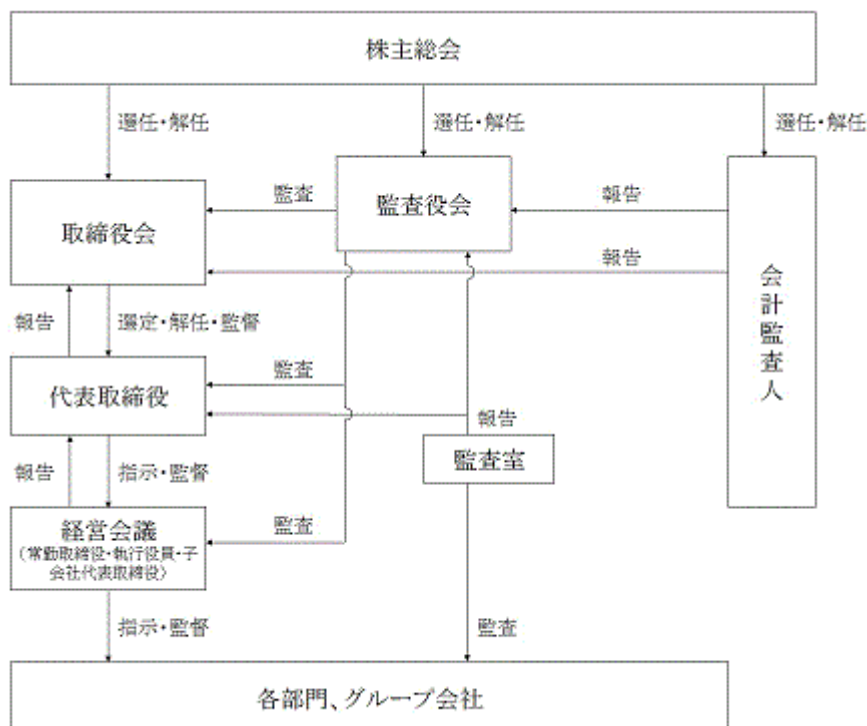 株主総会
選任・解任
選任・解任
選任・解任
監査
監査役会
報告
取締役会
報告
会計監査人
報告
選定・解任・監督
監査
代表取締役
報告
監査室
報告
指示・監督
経営会議
（常勤取締役・執行役員・子
会社代表取締役）
監査
指示・監督
監査
各部門、グループ会社